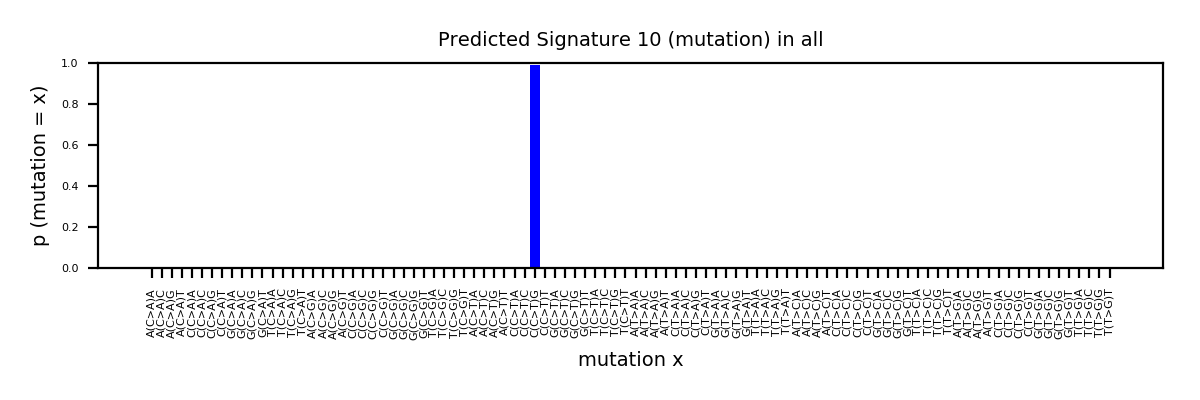 Predicted Signature 10 (mutation) in all
p (mutation = x)
1.0
0.8
0.6
0.4
0.2
0.0
A(C>A)A
A(C>A)C
A(C>A)G
A(C>A)T
C(C>A)A
C(C>A)C
C(C>A)G
C(C>A)T
G(C>A)A
G(C>A)C
G(C>A)G
G(C>A)T
T(C>A)A
T(C>A)C
T(C>A)G
T(C>A)T
A(C>G)A
A(C>G)C
A(C>G)G
A(C>G)T
C(C>G)A
C(C>G)C
C(C>G)G
C(C>G)T
G(C>G)A
G(C>G)C
G(C>G)G
G(C>G)T
T(C>G)A
T(C>G)C
T(C>G)G
T(C>G)T
A(C>T)A
A(C>T)C
A(C>T)G
A(C>T)T
C(C>T)A
C(C>T)C
C(C>T)G
C(C>T)T
G(C>T)A
G(C>T)C
G(C>T)G
G(C>T)T
T(C>T)A
T(C>T)C
T(C>T)G
T(C>T)T
A(T>A)A
A(T>A)C
A(T>A)G
A(T>A)T
C(T>A)A
C(T>A)C
C(T>A)G
C(T>A)T
G(T>A)A
G(T>A)C
G(T>A)G
G(T>A)T
T(T>A)A
T(T>A)C
T(T>A)G
T(T>A)T
A(T>C)A
A(T>C)C
A(T>C)G
A(T>C)T
C(T>C)A
C(T>C)C
C(T>C)G
C(T>C)T
G(T>C)A
G(T>C)C
G(T>C)G
G(T>C)T
T(T>C)A
T(T>C)C
T(T>C)G
T(T>C)T
A(T>G)A
A(T>G)C
A(T>G)G
A(T>G)T
C(T>G)A
C(T>G)C
C(T>G)G
C(T>G)T
G(T>G)A
G(T>G)C
G(T>G)G
G(T>G)T
T(T>G)A
T(T>G)C
T(T>G)G
T(T>G)T
mutation x